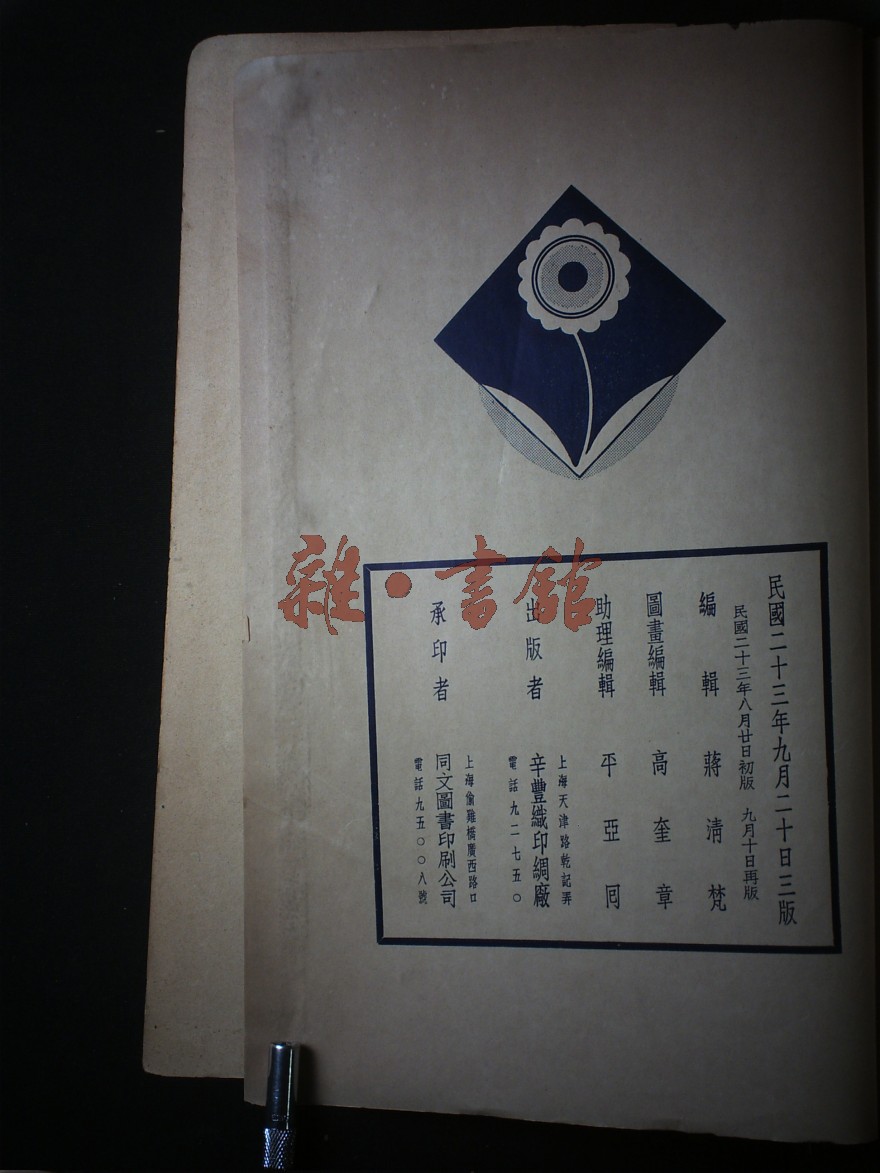 民國二十三年九月二十日三版
民國二十三年八月廿日初版　九月十日再版
編輯　蔣清梵
圖畫編輯　高奎章
助理編輯　平亞冋
上海天津路乾記弄
出版者　辛豐織印綢廠
電話九二七五〇
上海偷雞橋廣西路口
承印者　同文圖書印刷公司
電話九五〇〇八號
雜·書館